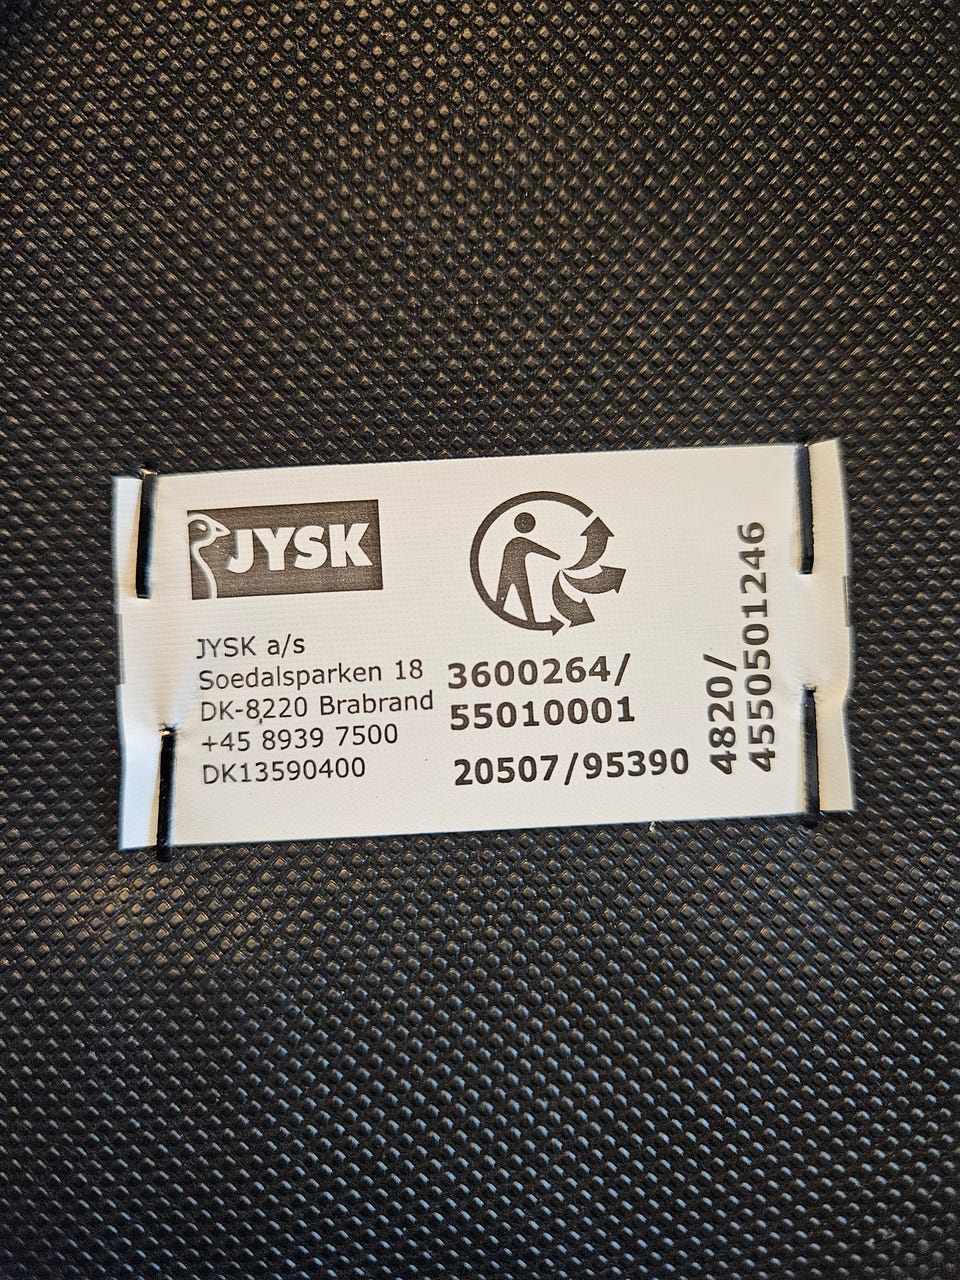 JYSK
JYSK a/s
Soedalsparken 18
DK-8220 Brabrand
+45 8939 7500
DK13590400
3600264/
55010001
20507/95390
4820/
4550501246